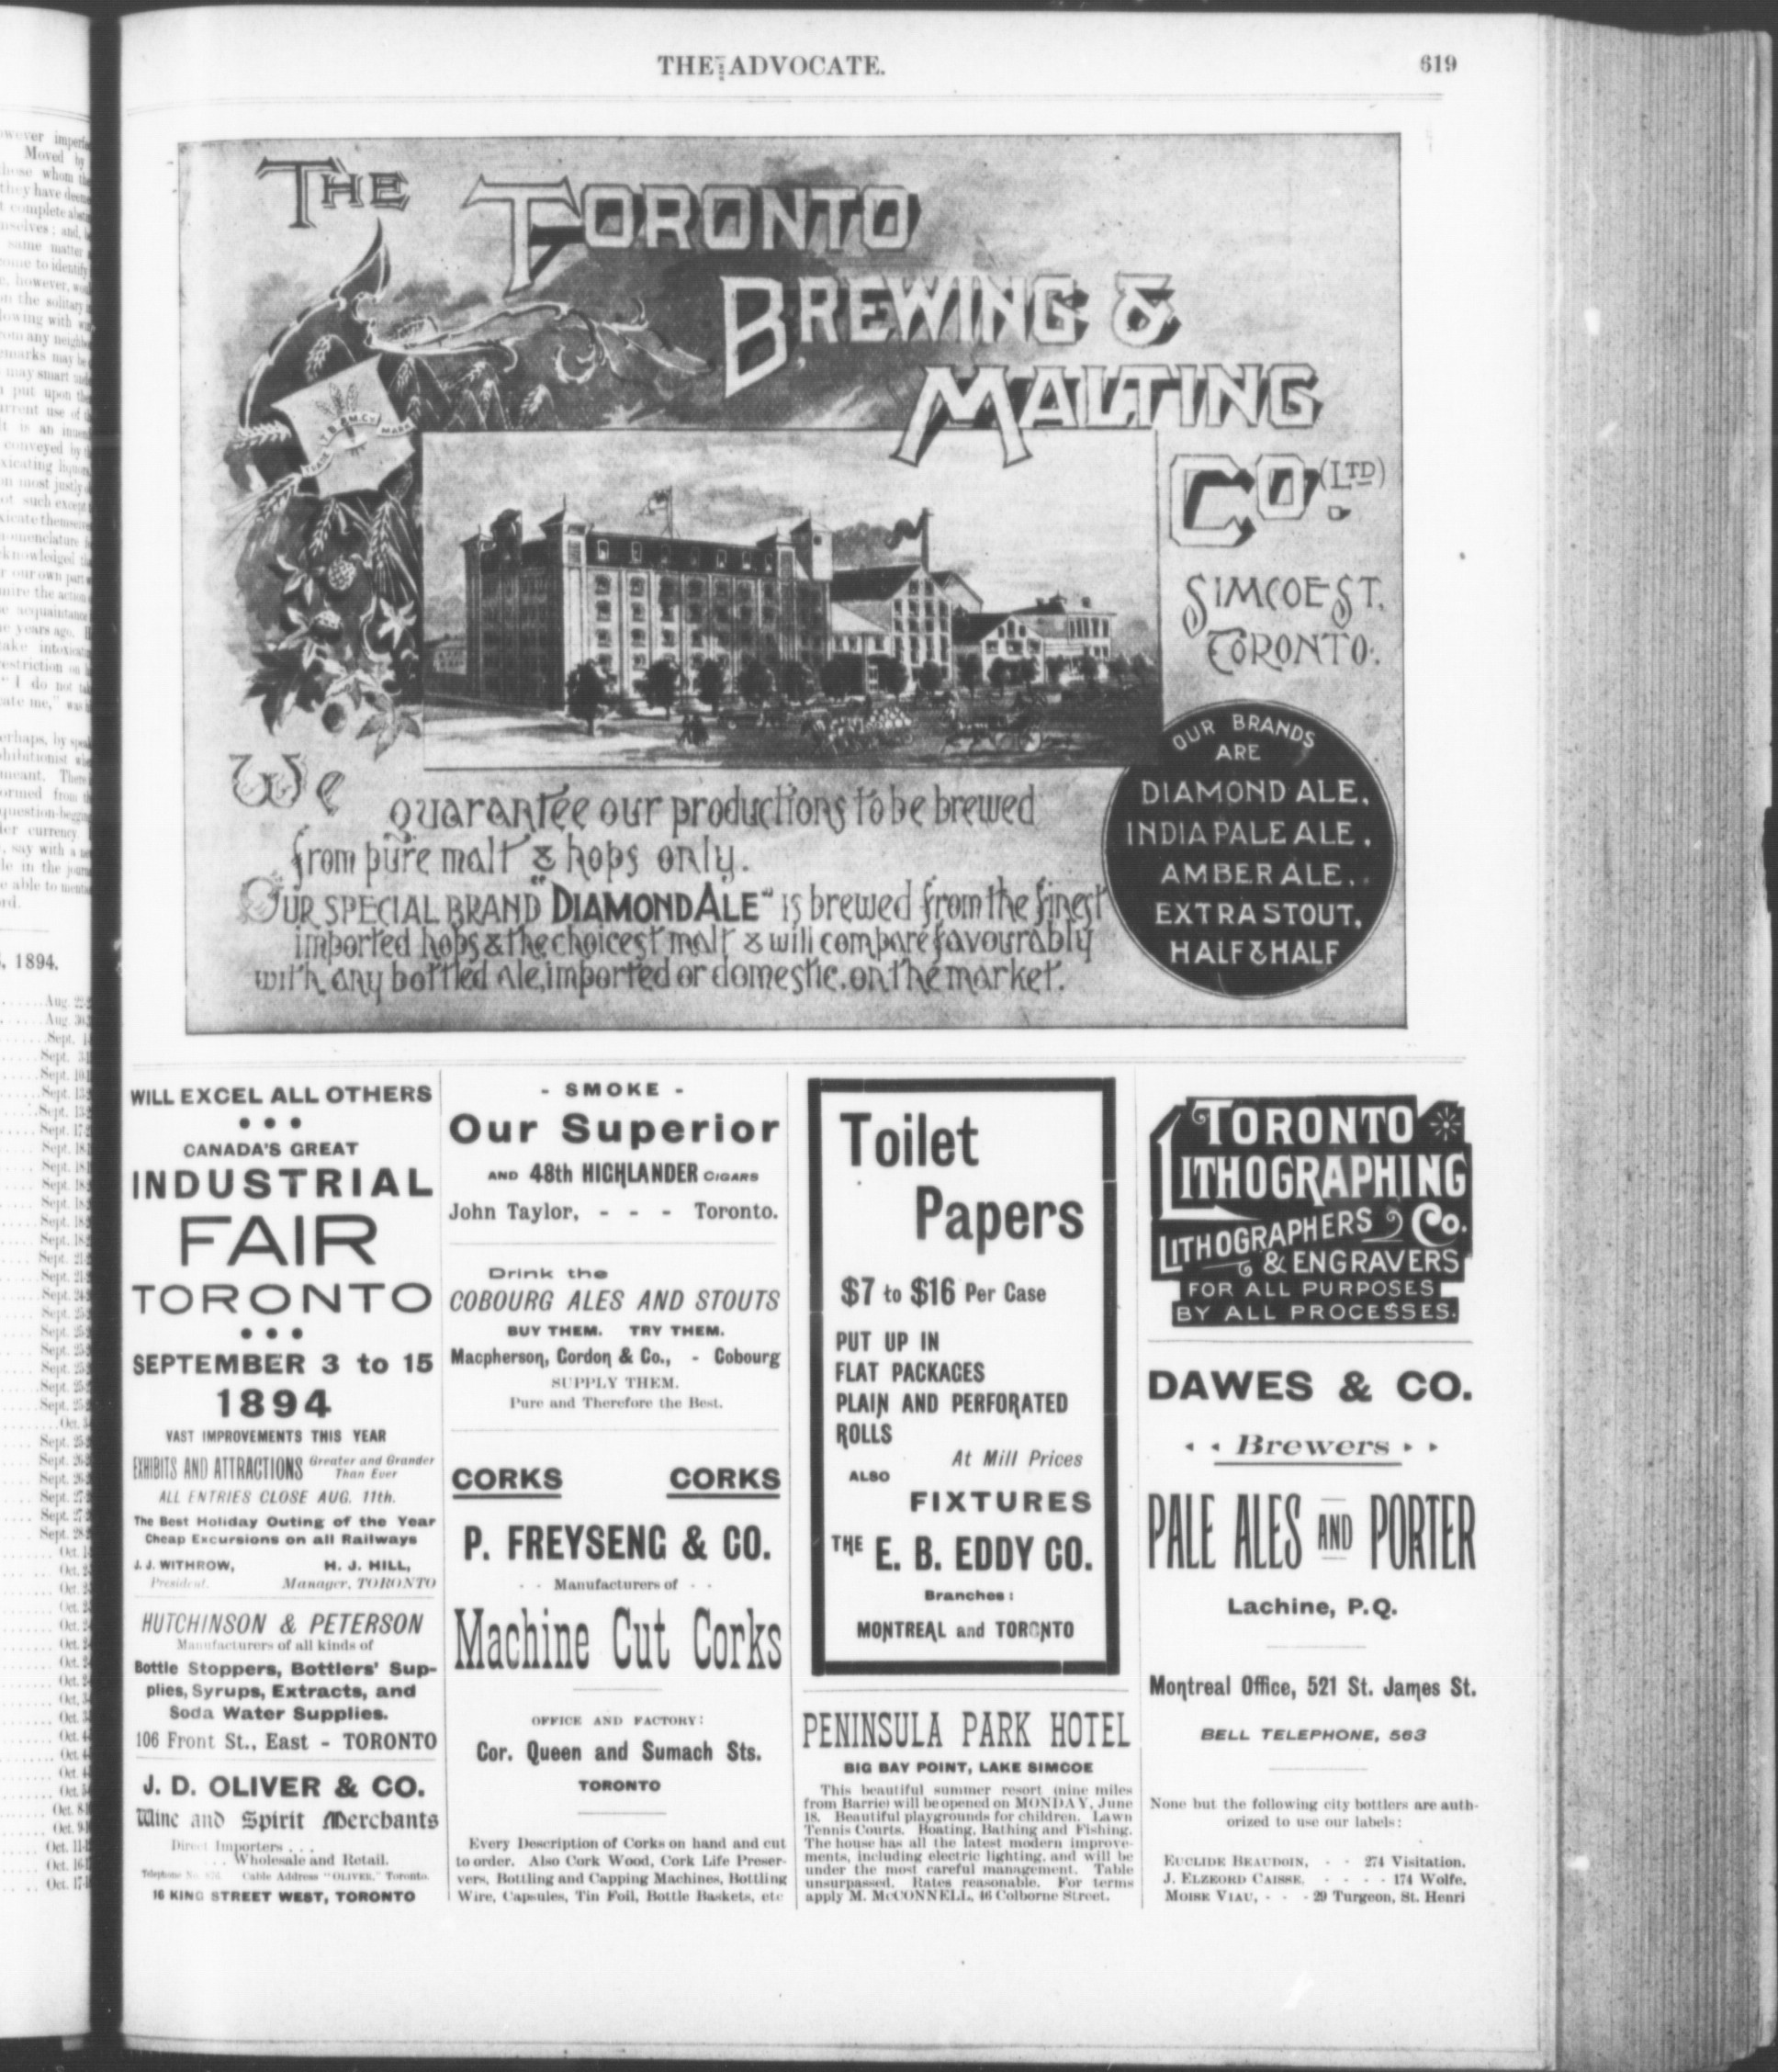 THE ADVOCATE.
619
THE TORONTO
BREWING &
MALTING
CO. (LTD)
SIMCOE ST.
TORONTO.
TRADE T.B. & M. Co. MARK
OUR BRANDS
ARE
DIAMOND ALE,
INDIA PALE ALE,
AMBER ALE,
EXTRA STOUT,
HALF & HALF
We guarantee our productions to be brewed
from pure malt & hops only.
OUR SPECIAL BRAND "DIAMOND ALE" is brewed from the finest
imported hops & the choicest malt & will compare favourably
with any bottled ale, imported or domestic, on the market.
WILL EXCEL ALL OTHERS
• • •
CANADA'S GREAT
INDUSTRIAL
FAIR
TORONTO
• • •
SEPTEMBER 3 to 15
1894
VAST IMPROVEMENTS THIS YEAR
EXHIBITS AND ATTRACTIONS Greater and Grander
Than Ever
ALL ENTRIES CLOSE AUG. 11th.
The Best Holiday Outing of the Year
Cheap Excursions on all Railways
J. J. WITHROW, H. J. HILL,
President. Manager, TORONTO
HUTCHINSON & PETERSON
Manufacturers of all kinds of
Bottle Stoppers, Bottlers' Sup-
plies, Syrups, Extracts, and
Soda Water Supplies.
106 Front St., East - TORONTO
J. D. OLIVER & CO.
Wine and Spirit Merchants
Direct Importers . . .
. . Wholesale and Retail.
Telephone No. 876. Cable Address "OLIVER," Toronto.
16 KING STREET WEST, TORONTO
- SMOKE -
Our Superior
AND 48th HIGHLANDER CIGARS
John Taylor, - - - Toronto.
Drink the
COBOURG ALES AND STOUTS
BUY THEM. TRY THEM.
Macpherson, Gordon & Co., - Cobourg
SUPPLY THEM.
Pure and Therefore the Best.
CORKS CORKS
P. FREYSENG & CO.
- - Manufacturers of - -
Machine Cut Corks
OFFICE AND FACTORY:
Cor. Queen and Sumach Sts.
TORONTO
Every Description of Corks on hand and cut
to order. Also Cork Wood, Cork Life Preser-
vers, Bottling and Capping Machines, Bottling
Wire, Capsules, Tin Foil, Bottle Baskets, etc
Toilet
Papers
$7 to $16 Per Case
PUT UP IN
FLAT PACKAGES
PLAIN AND PERFORATED
ROLLS
At Mill Prices
ALSO
FIXTURES
THE E. B. EDDY CO.
Branches:
MONTREAL and TORONTO
PENINSULA PARK HOTEL
BIG BAY POINT, LAKE SIMCOE
This beautiful summer resort (nine miles
from Barrie) will be opened on MONDAY, June
18. Beautiful playgrounds for children. Lawn
Tennis Courts. Boating, Bathing and Fishing.
The house has all the latest modern improve-
ments, including electric lighting, and will be
under the most careful management. Table
unsurpassed. Rates reasonable. For terms
apply M. McCONNELL, 46 Colborne Street.
TORONTO
LITHOGRAPHING
LITHOGRAPHERS Co.
& ENGRAVERS
FOR ALL PURPOSES
BY ALL PROCESSES.
DAWES & CO.
Brewers
PALE ALES AND PORTER
Lachine, P.Q.
Montreal Office, 521 St. James St.
BELL TELEPHONE, 563
None but the following city bottlers are auth-
orized to use our labels:
EUCLIDE BEAUDOIN, - - 274 Visitation.
J. ELZEORD CAISSE, - - - - 174 Wolfe.
MOISE VIAU, - - - 29 Turgeon, St. Henri